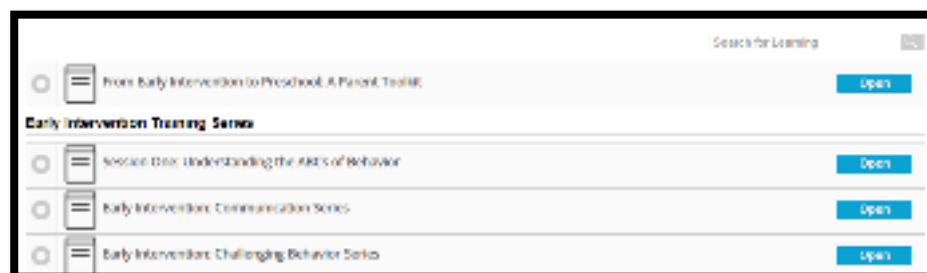 Search for Learning
From Early Intervention to Preschool: A Parent Toolkit
Open
Early Intervention Training Series
Session One: Understanding the ABC's of Behavior
Open
Early Intervention: Communication Series
Open
Early Intervention: Challenging Behavior Series
Open